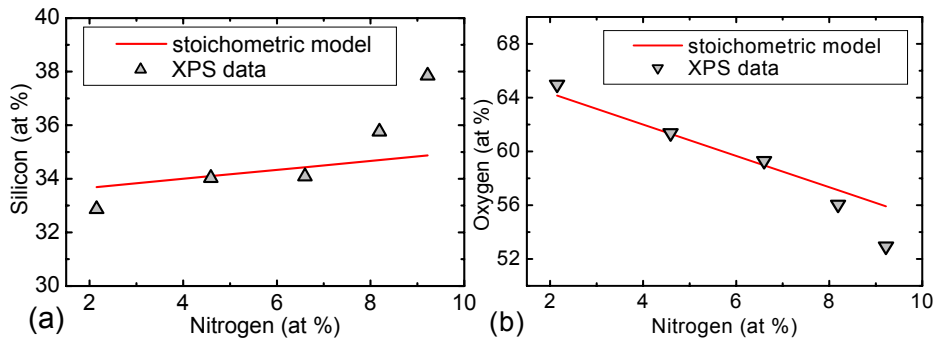 40
38
36
34
32
30
Silicon (at %)
stoichometric model
XPS data
2
4
6
8
10
Nitrogen (at %)
(a)
68
64
60
56
52
Oxygen (at %)
stoichometric model
XPS data
2
4
6
8
10
Nitrogen (at %)
(b)